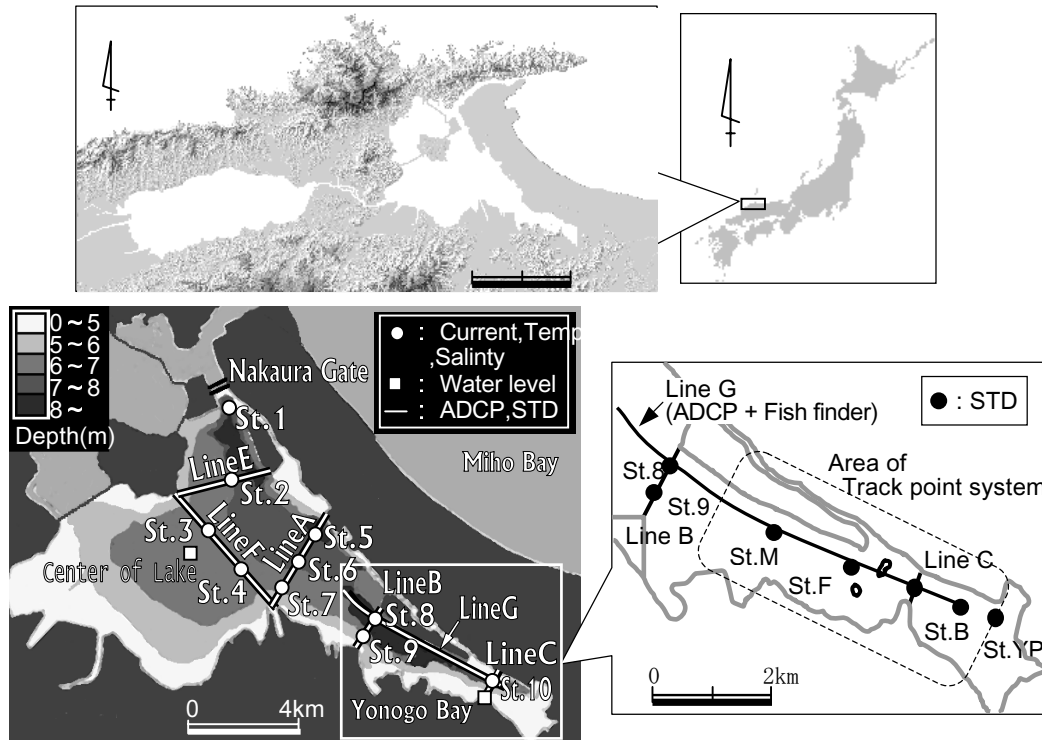 0~5
5~6
6~7
7~8
8~
Depth(m)
: Current,Temp
,Salinty
: Water level
: ADCP,STD
Nakaura Gate
St.1
LineE
St.2
Miho Bay
St.3
LineF
LineA
St.5
Center of Lake
St.4
St.6
St.7
LineB
St.8
LineG
St.9
LineC
St.10
Yonogo Bay
0
4km
Line G
(ADCP + Fish finder)
: STD
St.8
Area of
Track point system
St.9
Line B
St.M
Line C
St.F
St.B
St.YP
0
2km